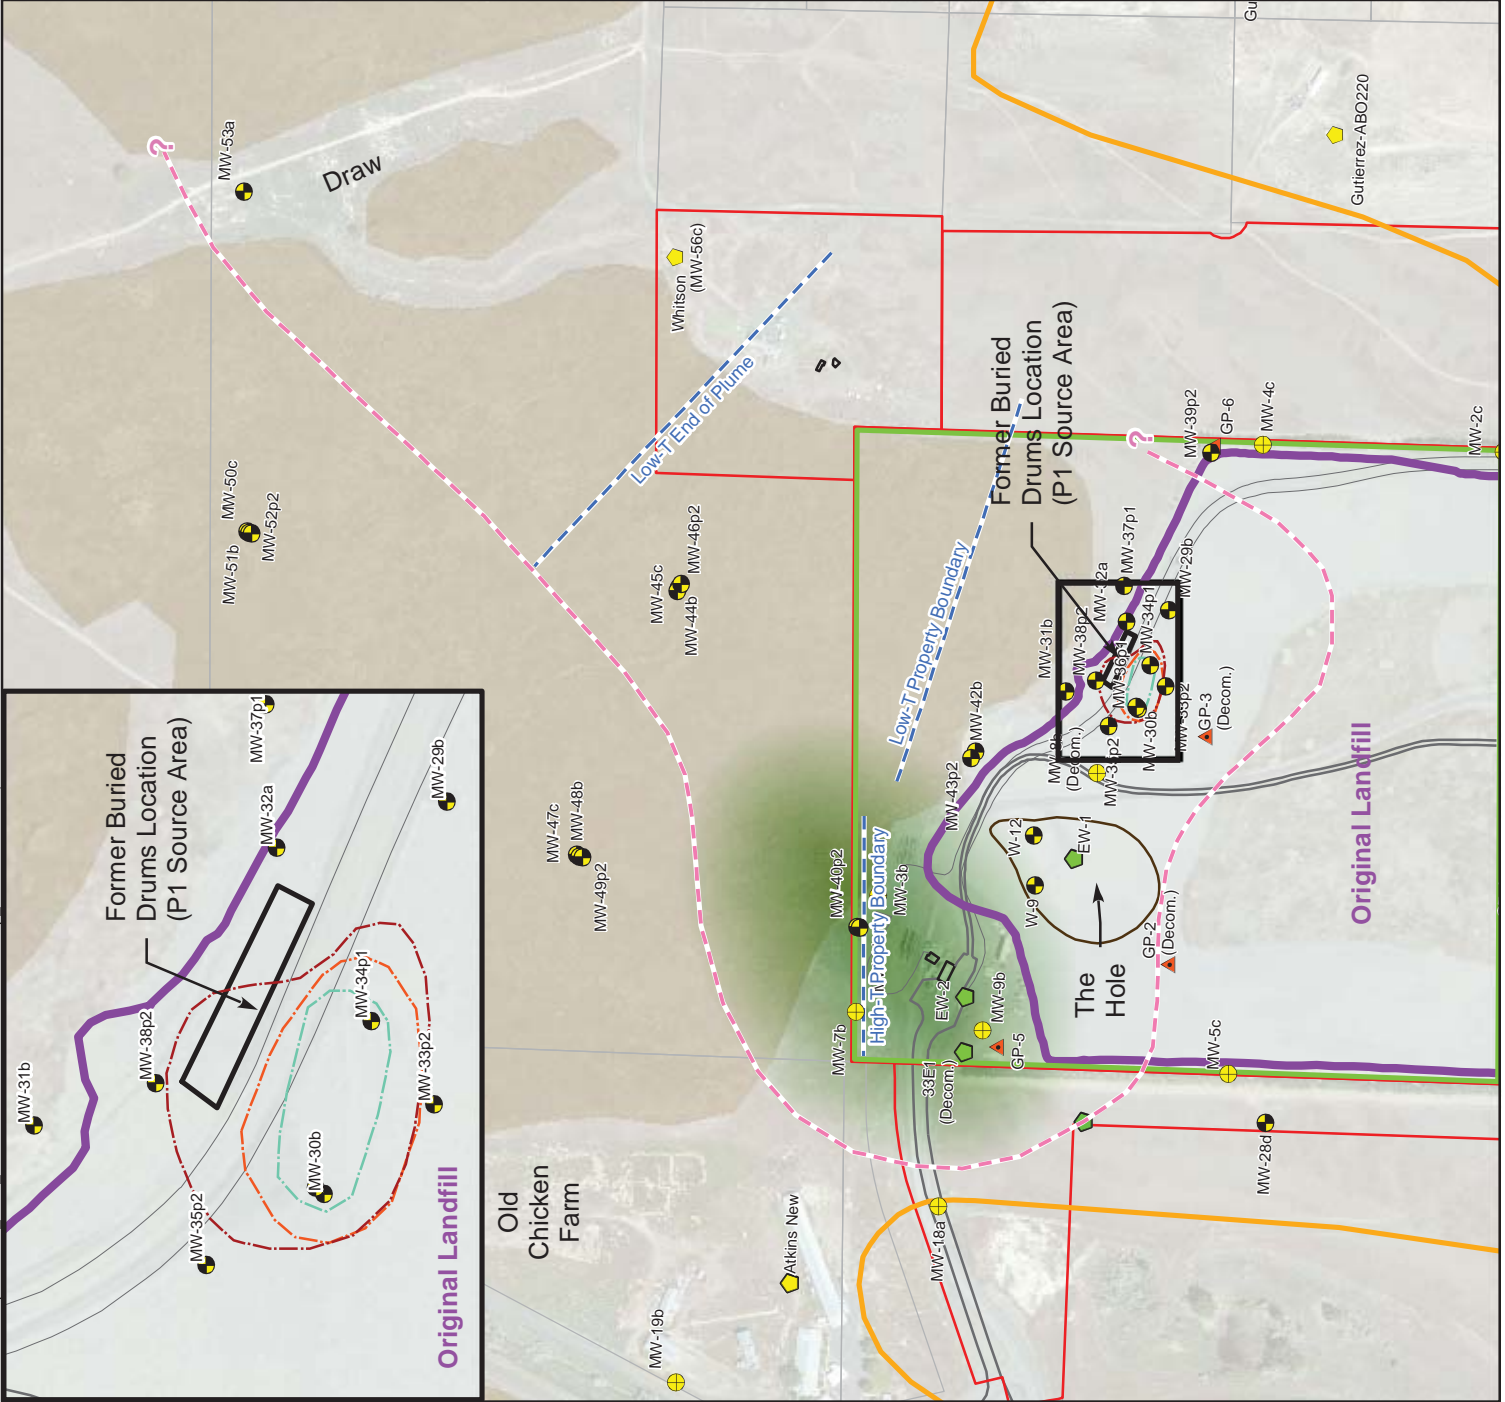 MW-53a
Draw
Whitson
(MW-56c)
Gutierrez-ABO220
Gu
MW-50c
MW-51b
MW-52p2
Low-T End of Plume
MW-45c
MW-46p2
MW-44b
Former Buried
Drums Location
(P1 Source Area)
MW-39p2
GP-6
MW-4c
MW-2c
?
?
Low-T Property Boundary
MW-37p1
MW-32a
MW-29b
MW-34p1
MW-31b
MW-38p2
MW-36p1
MW-30b
MW-33p2
MW-35p2
MW-8b
(Decom.)
GP-3
(Decom.)
MW-42b
MW-43p2
MW-47c
MW-48b
MW-49p2
MW-40p2
MW-3b
High-T Property Boundary
W-12
EW-1
W-9
The
Hole
GP-2
(Decom.)
Original Landfill
MW-7b
EW-2
MW-9b
GP-5
33E1
(Decom.)
MW-5c
MW-28d
MW-18a
Old
Chicken
Farm
Atkins New
MW-19b
Former Buried
Drums Location
(P1 Source Area)
MW-37p1
MW-32a
MW-29b
MW-34p1
MW-38p2
MW-31b
MW-33p2
MW-30b
MW-35p2
Original Landfill